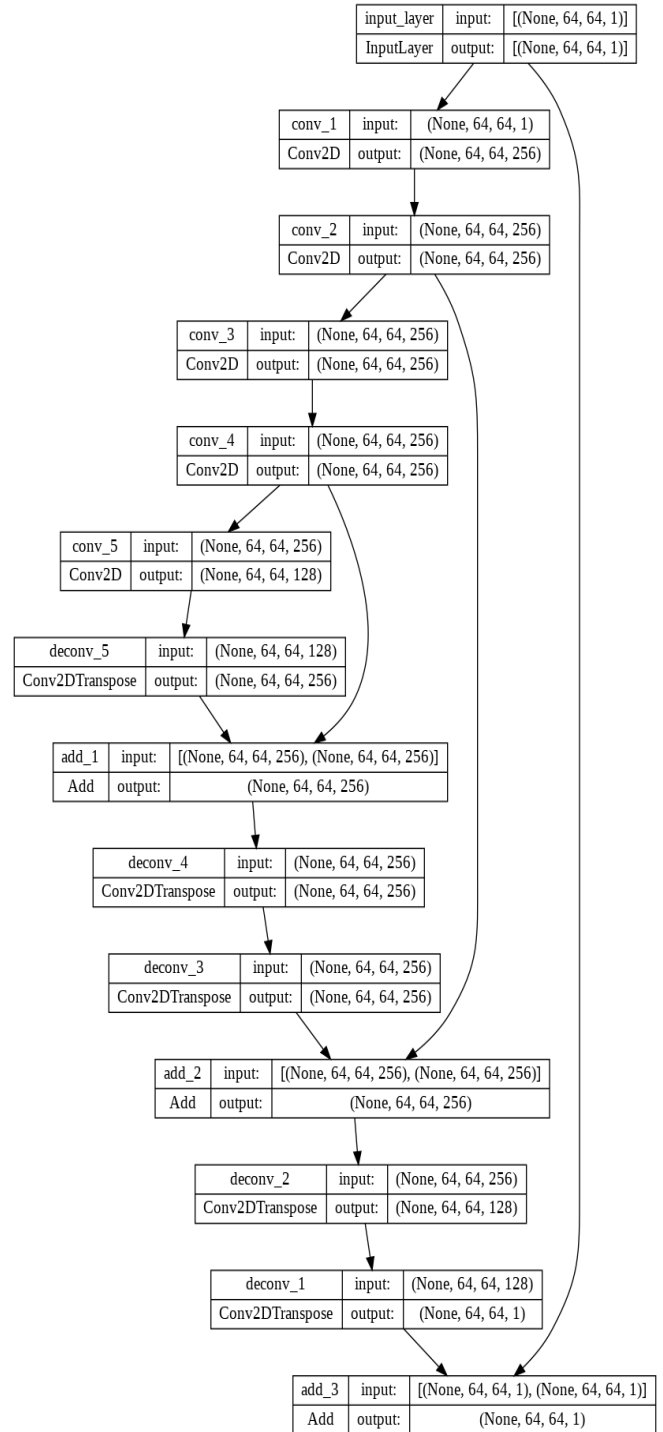 input_layer input: [(None, 64, 64, 1)]
InputLayer output: [(None, 64, 64, 1)]
conv_1 input: (None, 64, 64, 1)
Conv2D output: (None, 64, 64, 256)
conv_2 input: (None, 64, 64, 256)
Conv2D output: (None, 64, 64, 256)
conv_3 input: (None, 64, 64, 256)
Conv2D output: (None, 64, 64, 256)
conv_4 input: (None, 64, 64, 256)
Conv2D output: (None, 64, 64, 256)
conv_5 input: (None, 64, 64, 256)
Conv2D output: (None, 64, 64, 128)
deconv_5 input: (None, 64, 64, 128)
Conv2DTranspose output: (None, 64, 64, 256)
add_1 input: [(None, 64, 64, 256), (None, 64, 64, 256)]
Add output: (None, 64, 64, 256)
deconv_4 input: (None, 64, 64, 256)
Conv2DTranspose output: (None, 64, 64, 256)
deconv_3 input: (None, 64, 64, 256)
Conv2DTranspose output: (None, 64, 64, 256)
add_2 input: [(None, 64, 64, 256), (None, 64, 64, 256)]
Add output: (None, 64, 64, 256)
deconv_2 input: (None, 64, 64, 256)
Conv2DTranspose output: (None, 64, 64, 128)
deconv_1 input: (None, 64, 64, 128)
Conv2DTranspose output: (None, 64, 64, 1)
add_3 input: [(None, 64, 64, 1), (None, 64, 64, 1)]
Add output: (None, 64, 64, 1)